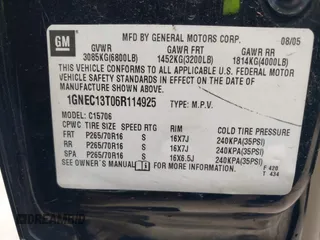 GM
MFD BY GENERAL MOTORS CORP. 08/05
GVWR GAWR FRT GAWR RR
3085KG(6800LB) 1452KG(3200LB) 1814KG(4000LB)
THIS VEHICLE CONFORMS TO ALL APPLICABLE U.S. FEDERAL MOTOR
VEHICLE SAFETY STANDARDS IN EFFECT ON THE DATE OF
MANUFACTURE SHOWN ABOVE.
1GNEC13T06R114925 TYPE: M.P.V.
MODEL: C15706
CPWC TIRE SIZE SPEED RTG RIM COLD TIRE PRESSURE
FRT P265/70R16 S 16X7J 240KPA(35PSI)
RR P265/70R16 S 16X7J 240KPA(35PSI)
SPA P265/70R16 S 16X6.5J 240KPA(35PSI)
SEE OWNER'S MANUAL FOR MORE INFORMATION.
F 420
T 434
DREAMBID